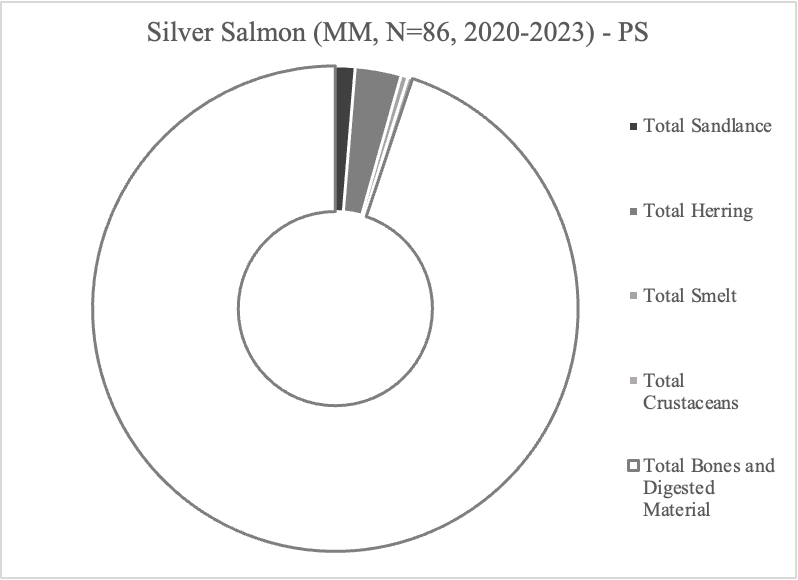 Silver Salmon (MM, N=86, 2020-2023) - PS
Total Sandlance
Total Herring
Total Smelt
Total
Crustaceans
Total Bones and
Digested
Material